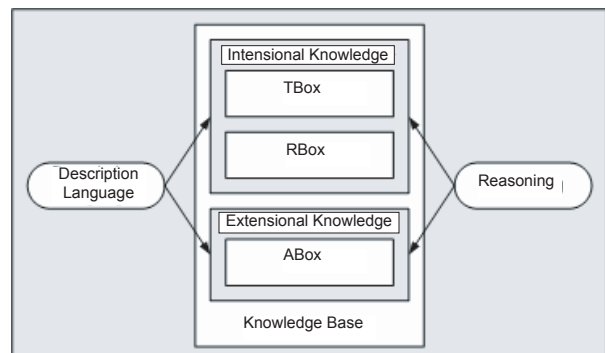 Intensional Knowledge
TBox
RBox
Description
Language
Reasoning
Extensional Knowledge
ABox
Knowledge Base